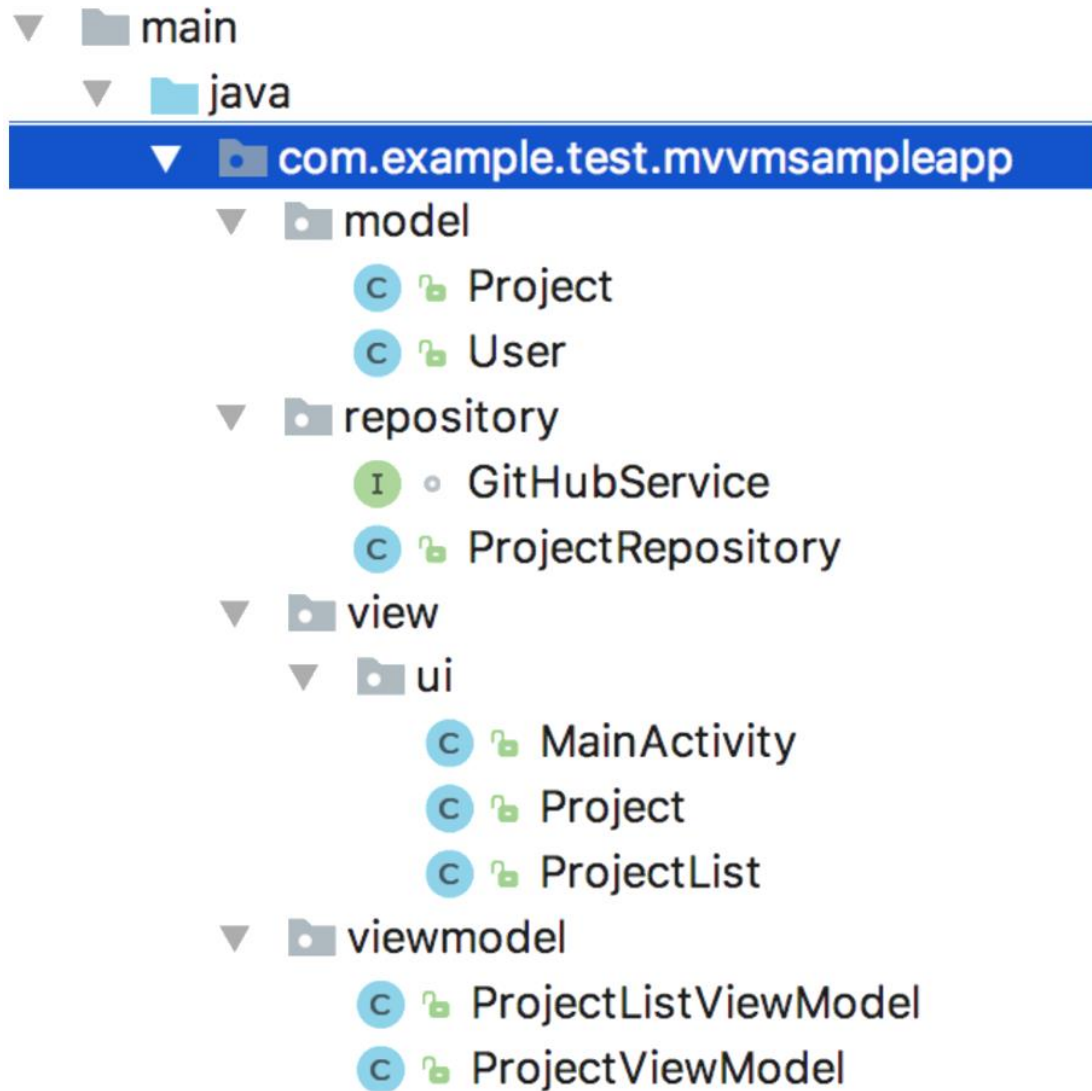 main
java
com.example.test.mvvmsampleapp
model
C Project
C User
repository
I GitHubService
C ProjectRepository
view
ui
C MainActivity
C Project
C ProjectList
viewmodel
C ProjectListViewModel
C ProjectViewModel